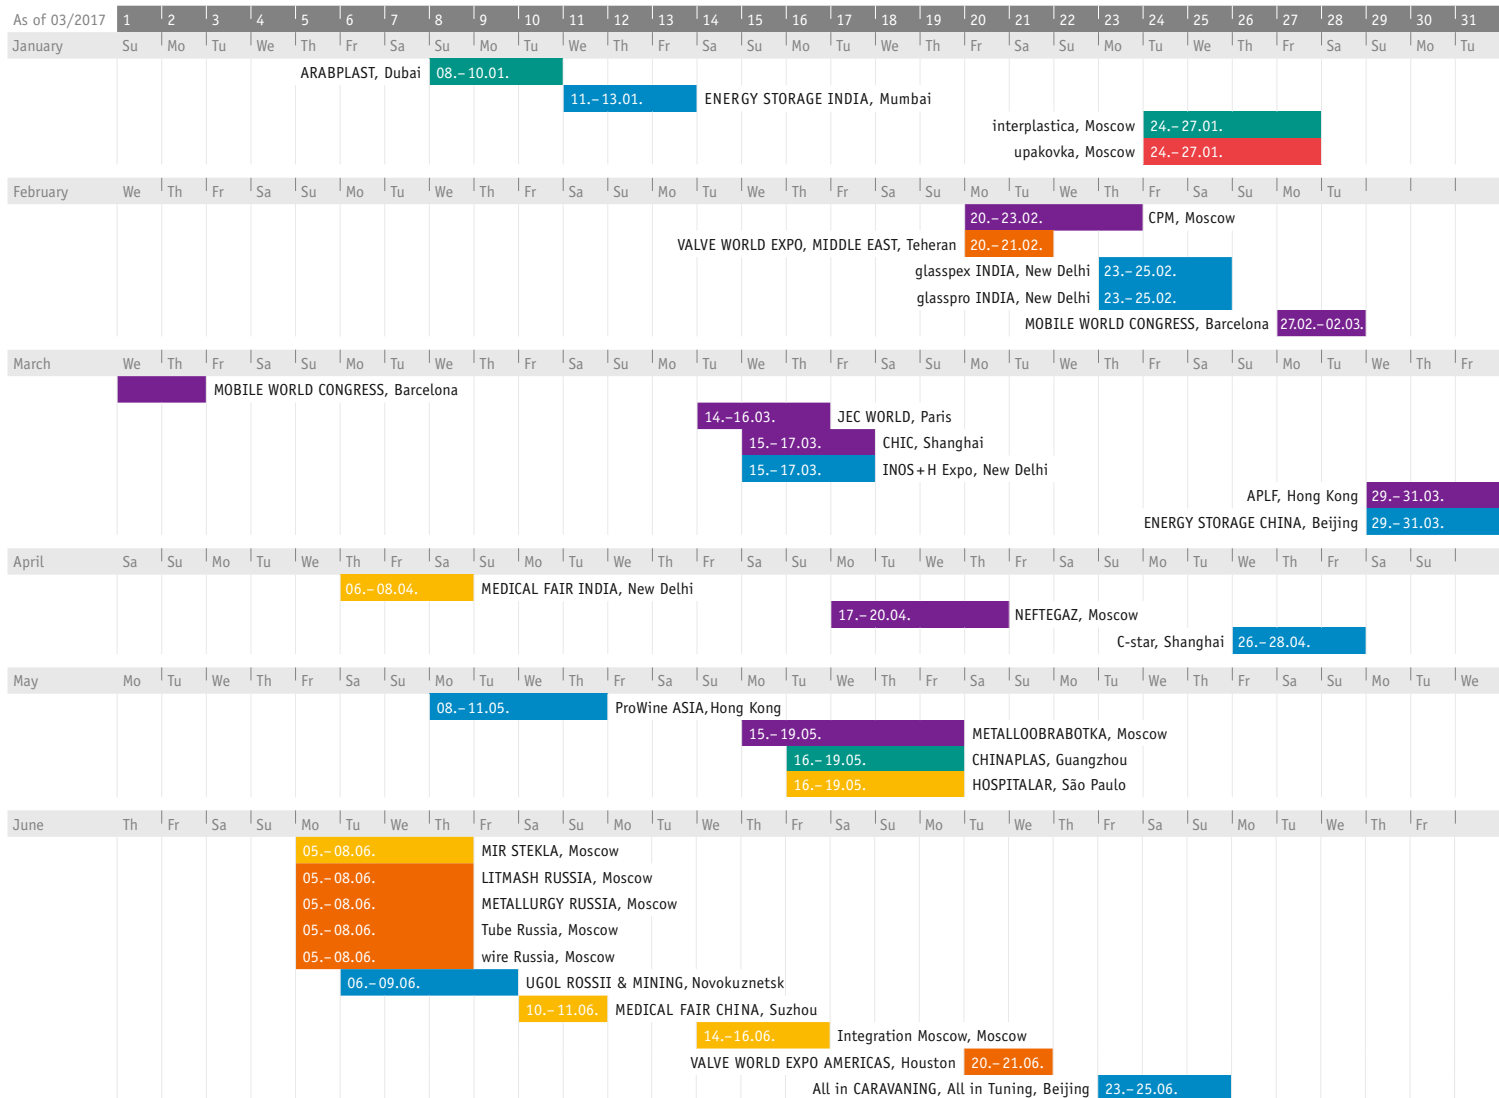 As of 03/2017 1 2 3 4 5 6 7 8 9 10 11 12 13 14 15 16 17 18 19 20 21 22 23 24 25 26 27 28 29 30 31
January Su Mo Tu We Th Fr Sa Su Mo Tu We Th Fr Sa Su Mo Tu We Th Fr Sa Su Mo Tu We Th Fr Sa Su Mo Tu
ARABPLAST, Dubai 08.–10.01.
11.–13.01. ENERGY STORAGE INDIA, Mumbai
interplastica, Moscow 24.–27.01.
upakovka, Moscow 24.–27.01.
February We Th Fr Sa Su Mo Tu We Th Fr Sa Su Mo Tu We Th Fr Sa Su Mo Tu We Th Fr Sa Su Mo Tu
20.–23.02. CPM, Moscow
VALVE WORLD EXPO, MIDDLE EAST, Teheran 20.–21.02.
glasspex INDIA, New Delhi 23.–25.02.
glasspro INDIA, New Delhi 23.–25.02.
MOBILE WORLD CONGRESS, Barcelona 27.02.–02.03.
March We Th Fr Sa Su Mo Tu We Th Fr Sa Su Mo Tu We Th Fr Sa Su Mo Tu We Th Fr Sa Su Mo Tu We Th Fr
MOBILE WORLD CONGRESS, Barcelona
14.–16.03. JEC WORLD, Paris
15.–17.03. CHIC, Shanghai
15.–17.03. INOS+H Expo, New Delhi
APLF, Hong Kong 29.–31.03.
ENERGY STORAGE CHINA, Beijing 29.–31.03.
April Sa Su Mo Tu We Th Fr Sa Su Mo Tu We Th Fr Sa Su Mo Tu We Th Fr Sa Su Mo Tu We Th Fr Sa Su
06.–08.04. MEDICAL FAIR INDIA, New Delhi
17.–20.04. NEFTEGAZ, Moscow
C-star, Shanghai 26.–28.04.
May Mo Tu We Th Fr Sa Su Mo Tu We Th Fr Sa Su Mo Tu We Th Fr Sa Su Mo Tu We Th Fr Sa Su Mo Tu We
08.–11.05. ProWine ASIA, Hong Kong
15.–19.05. METALLOOBRABOTKA, Moscow
16.–19.05. CHINAPLAS, Guangzhou
16.–19.05. HOSPITALAR, São Paulo
June Th Fr Sa Su Mo Tu We Th Fr Sa Su Mo Tu We Th Fr Sa Su Mo Tu We Th Fr Sa Su Mo Tu We Th Fr
05.–08.06. MIR STEKLA, Moscow
05.–08.06. LITMASH RUSSIA, Moscow
05.–08.06. METALLURGY RUSSIA, Moscow
05.–08.06. Tube Russia, Moscow
05.–08.06. wire Russia, Moscow
06.–09.06. UGOL ROSSII & MINING, Novokuznetsk
10.–11.06. MEDICAL FAIR CHINA, Suzhou
14.–16.06. Integration Moscow, Moscow
VALVE WORLD EXPO AMERICAS, Houston 20.–21.06.
All in CARAVANING, All in Tuning, Beijing 23.–25.06.